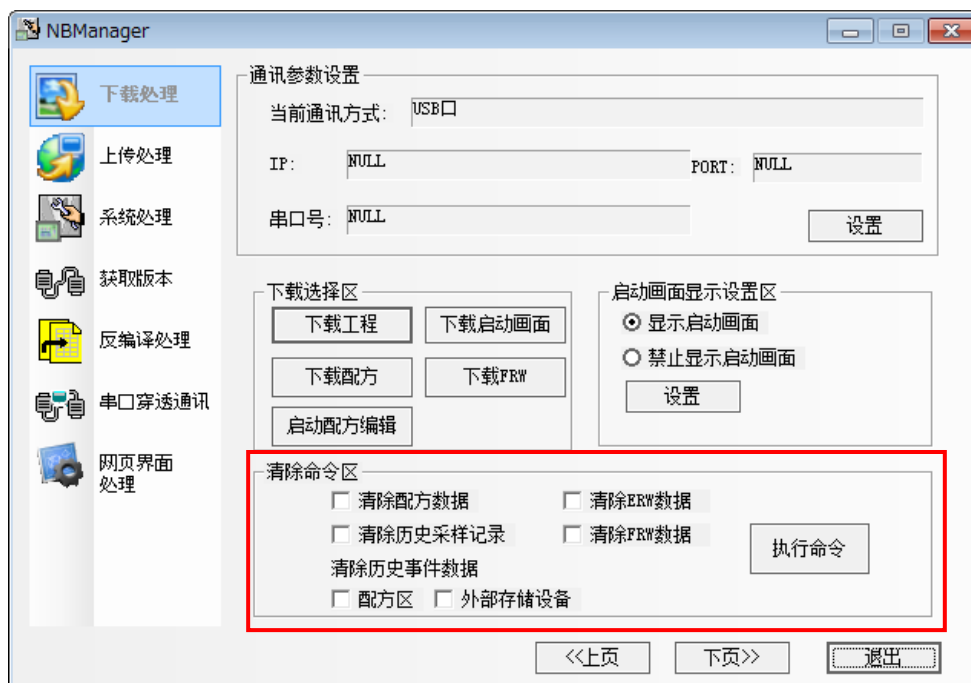 NBManager
下载处理
上传处理
系统处理
获取版本
反编译处理
串口穿透通讯
网页界面
处理
通讯参数设置
当前通讯方式: USB口
IP: NULL PORT: NULL
串口号: NULL 设置
下载选择区
下载工程 下载启动画面
下载配方 下载FRW
启动配方编辑
启动画面显示设置区
显示启动画面
禁止显示启动画面
设置
清除命令区
清除配方数据 清除ERW数据
清除历史采样记录 清除FRW数据
清除历史事件数据
配方区 外部存储设备
执行命令
<<上页 下页>> 退出